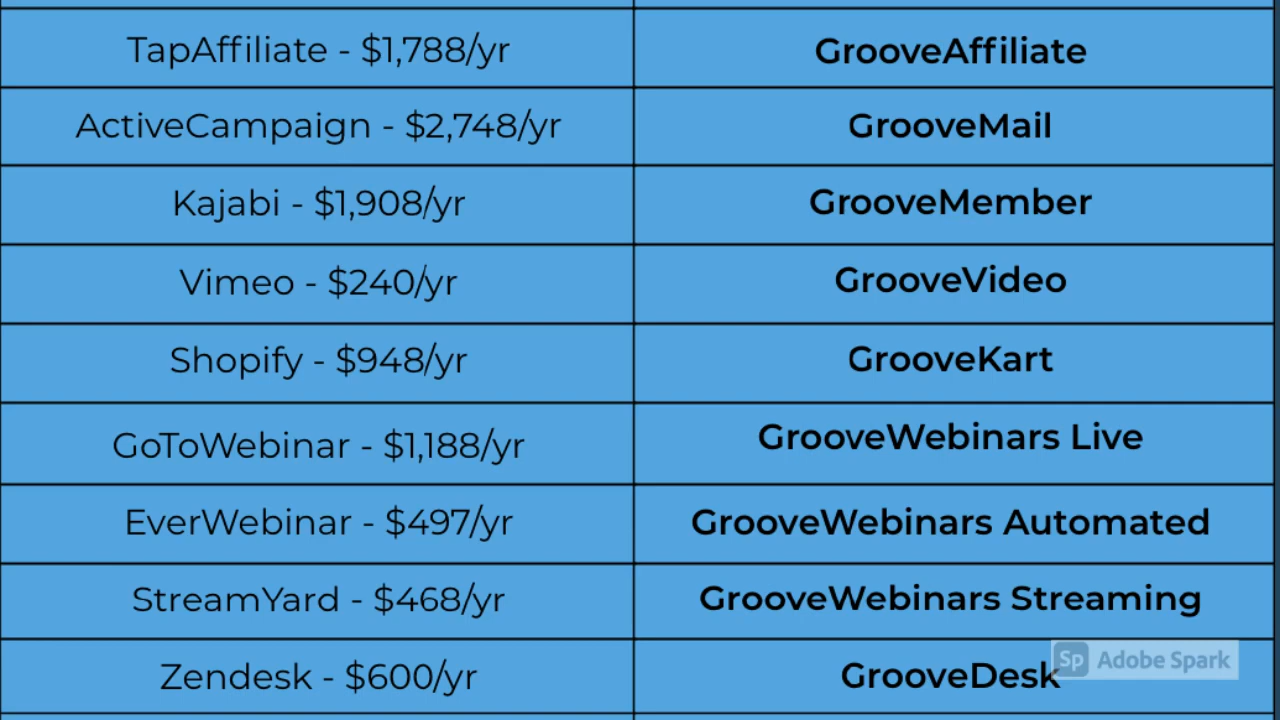 TapAffiliate - $1,788/yr
GrooveAffiliate
ActiveCampaign - $2,748/yr
GrooveMail
Kajabi - $1,908/yr
GrooveMember
Vimeo - $240/yr
GrooveVideo
Shopify - $948/yr
GrooveKart
GoToWebinar - $1,188/yr
GrooveWebinars Live
EverWebinar - $497/yr
GrooveWebinars Automated
StreamYard - $468/yr
GrooveWebinars Streaming
Zendesk - $600/yr
GrooveDesk
Sp Adobe Spark